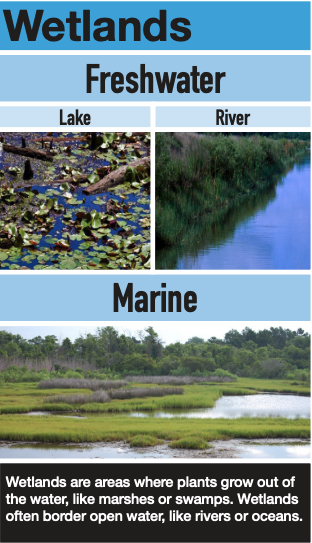 Wetlands
Freshwater
Lake River
Marine
Wetlands are areas where plants grow out of
the water, like marshes or swamps. Wetlands
often border open water, like rivers or oceans.